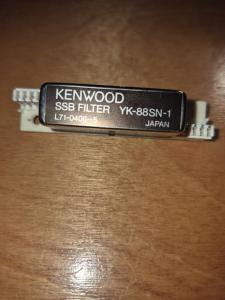 KENWOOD
SSB FILTER YK-88SN-1
L71-0406-5
JAPAN